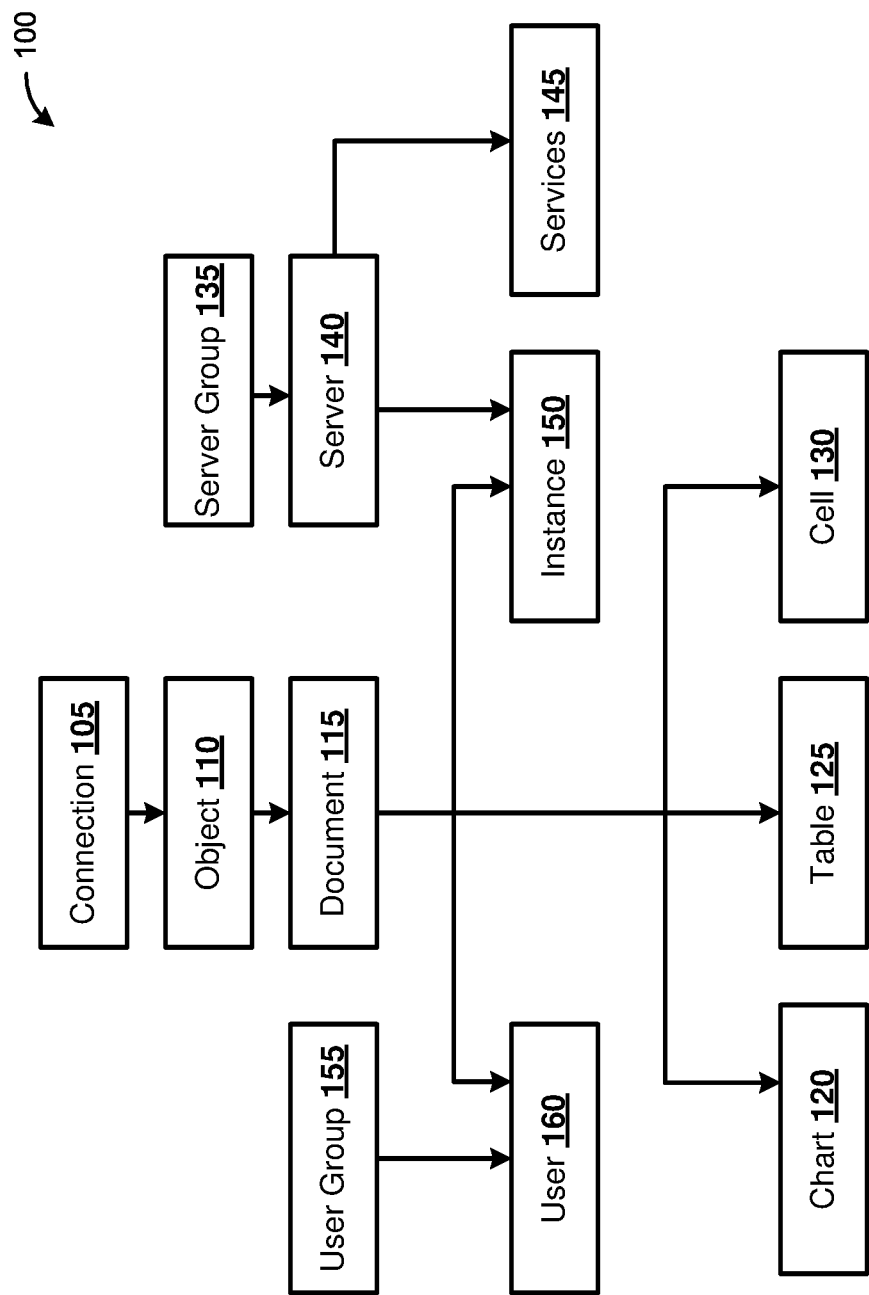 100
Connection 105
Object 110
Server Group 135
User Group 155
Document 115
Server 140
User 160
Instance 150
Services 145
Chart 120
Table 125
Cell 130